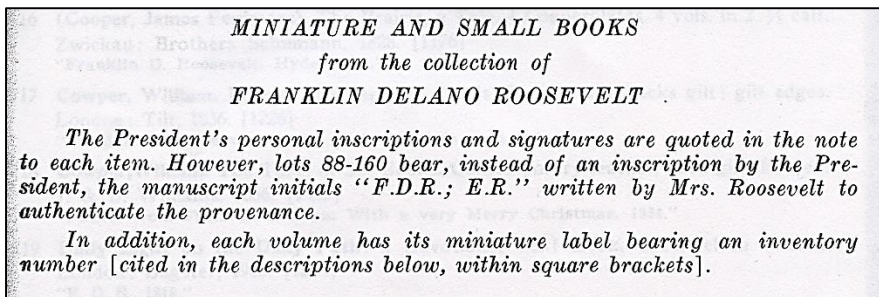 MINIATURE AND SMALL BOOKS
from the collection of
FRANKLIN DELANO ROOSEVELT
The President's personal inscriptions and signatures are quoted in the note
to each item. However, lots 88-160 bear, instead of an inscription by the Pre-
sident, the manuscript initials "F.D.R.; E.R." written by Mrs. Roosevelt to
authenticate the provenance.
In addition, each volume has its miniature label bearing an inventory
number [cited in the descriptions below, within square brackets].